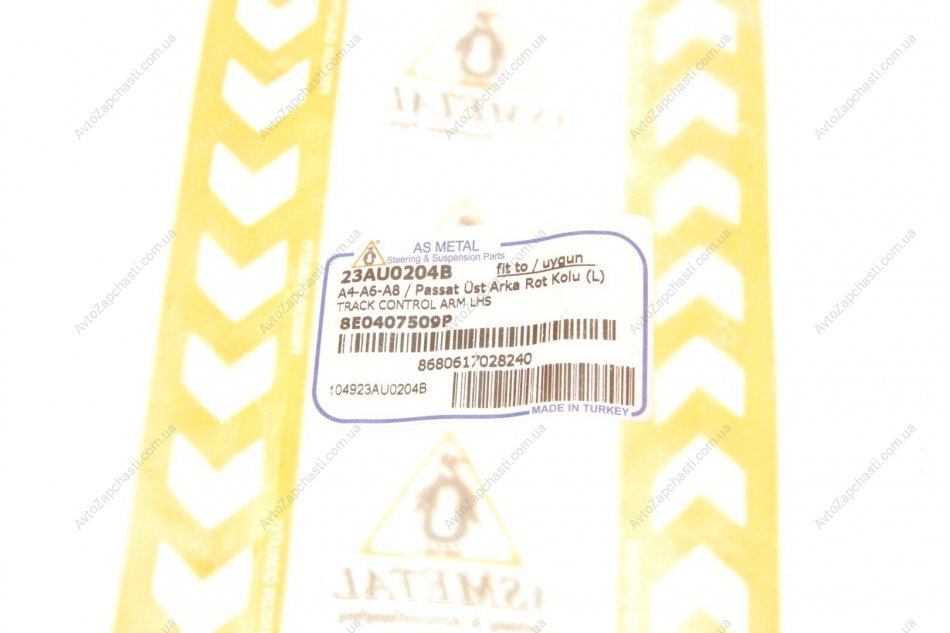 AS METAL
Steering & Suspension Parts
23AU0204B fit to / uygun
A4-A6-A8 / Passat Üst Arka Rot Kolu (L)
TRACK CONTROL ARM LHS
8E0407509P
8680617028240
104923AU0204B
MADE IN TURKEY
ASMETAL
AvtoZapchasti.com.ua